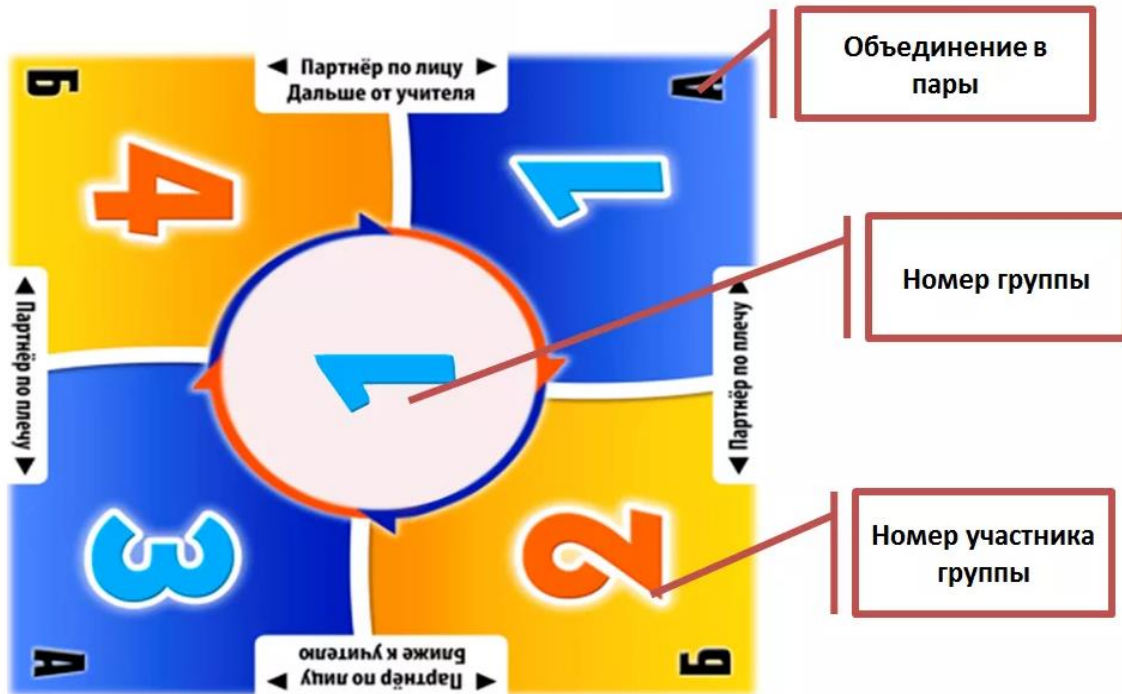 Объединение в
пары
Б
◄ Партнёр по лицу ►
Дальше от учителя
А
4
1
Номер группы
◄ Партнёр по плечу ►
1
◄ Партнёр по плечу ►
3
2
Номер участника
группы
А
◄ Партнёр по лицу ►
Ближе к учителю
Б